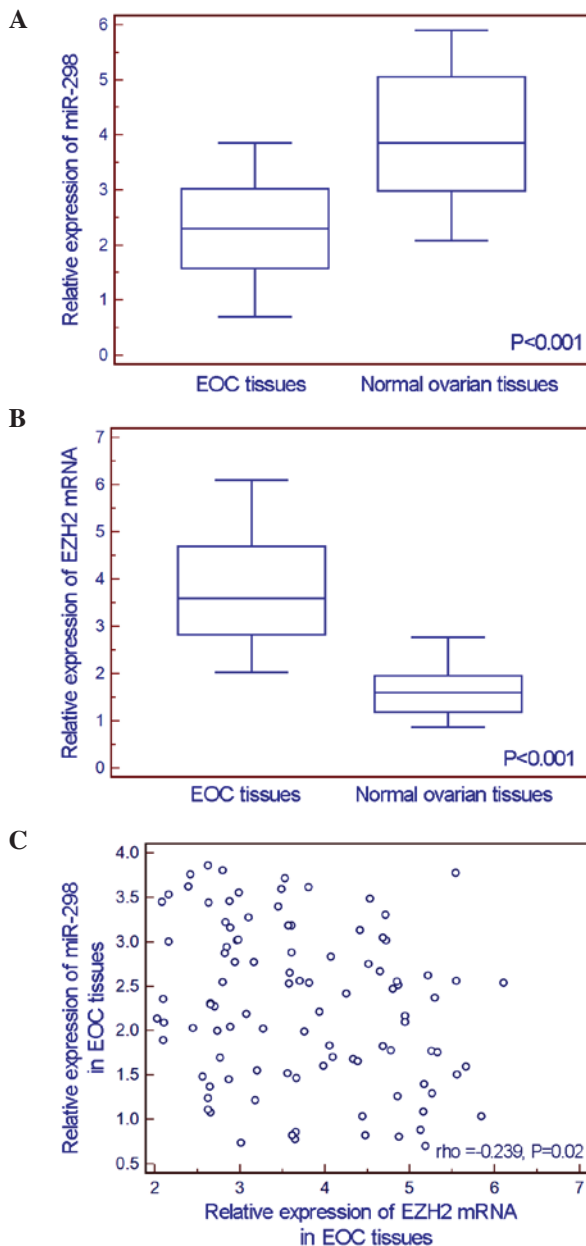 A
Relative expression of miR-298
6
5
4
3
2
1
0
P<0.001
EOC tissues Normal ovarian tissues
B
Relative expression of EZH2 mRNA
7
6
5
4
3
2
1
0
P<0.001
EOC tissues Normal ovarian tissues
C
Relative expression of miR-298
in EOC tissues
4.0
3.5
3.0
2.5
2.0
1.5
1.0
0.5
rho =-0.239, P=0.02
2 3 4 5 6 7
Relative expression of EZH2 mRNA
in EOC tissues